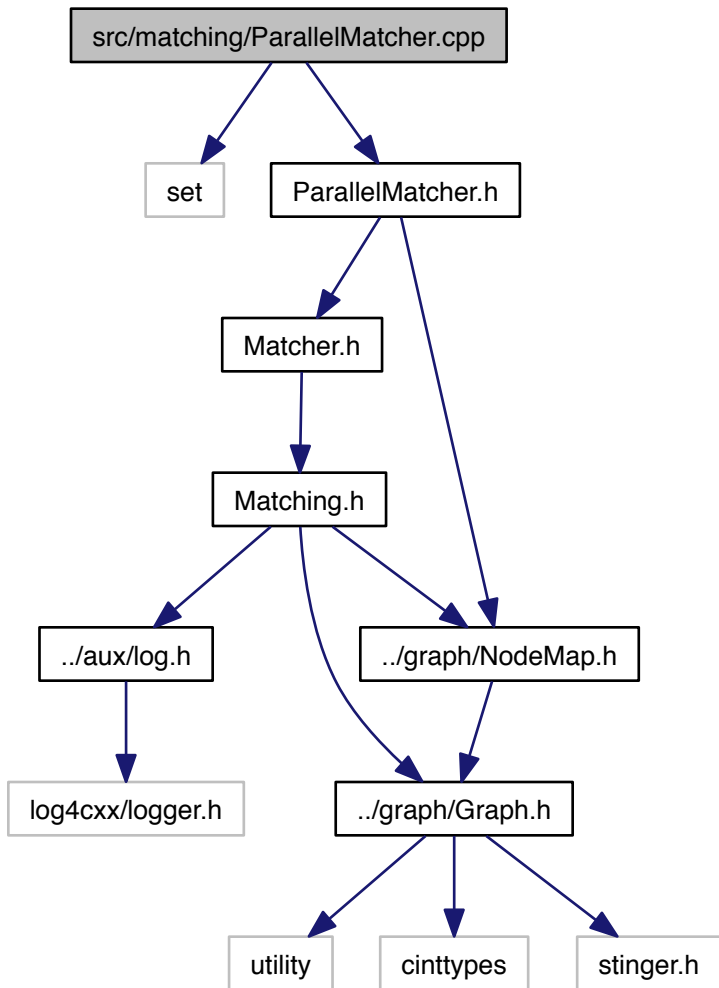 src/matching/ParallelMatcher.cpp
set
ParallelMatcher.h
Matcher.h
Matching.h
../aux/log.h
../graph/NodeMap.h
log4cxx/logger.h
../graph/Graph.h
utility
cinttypes
stinger.h